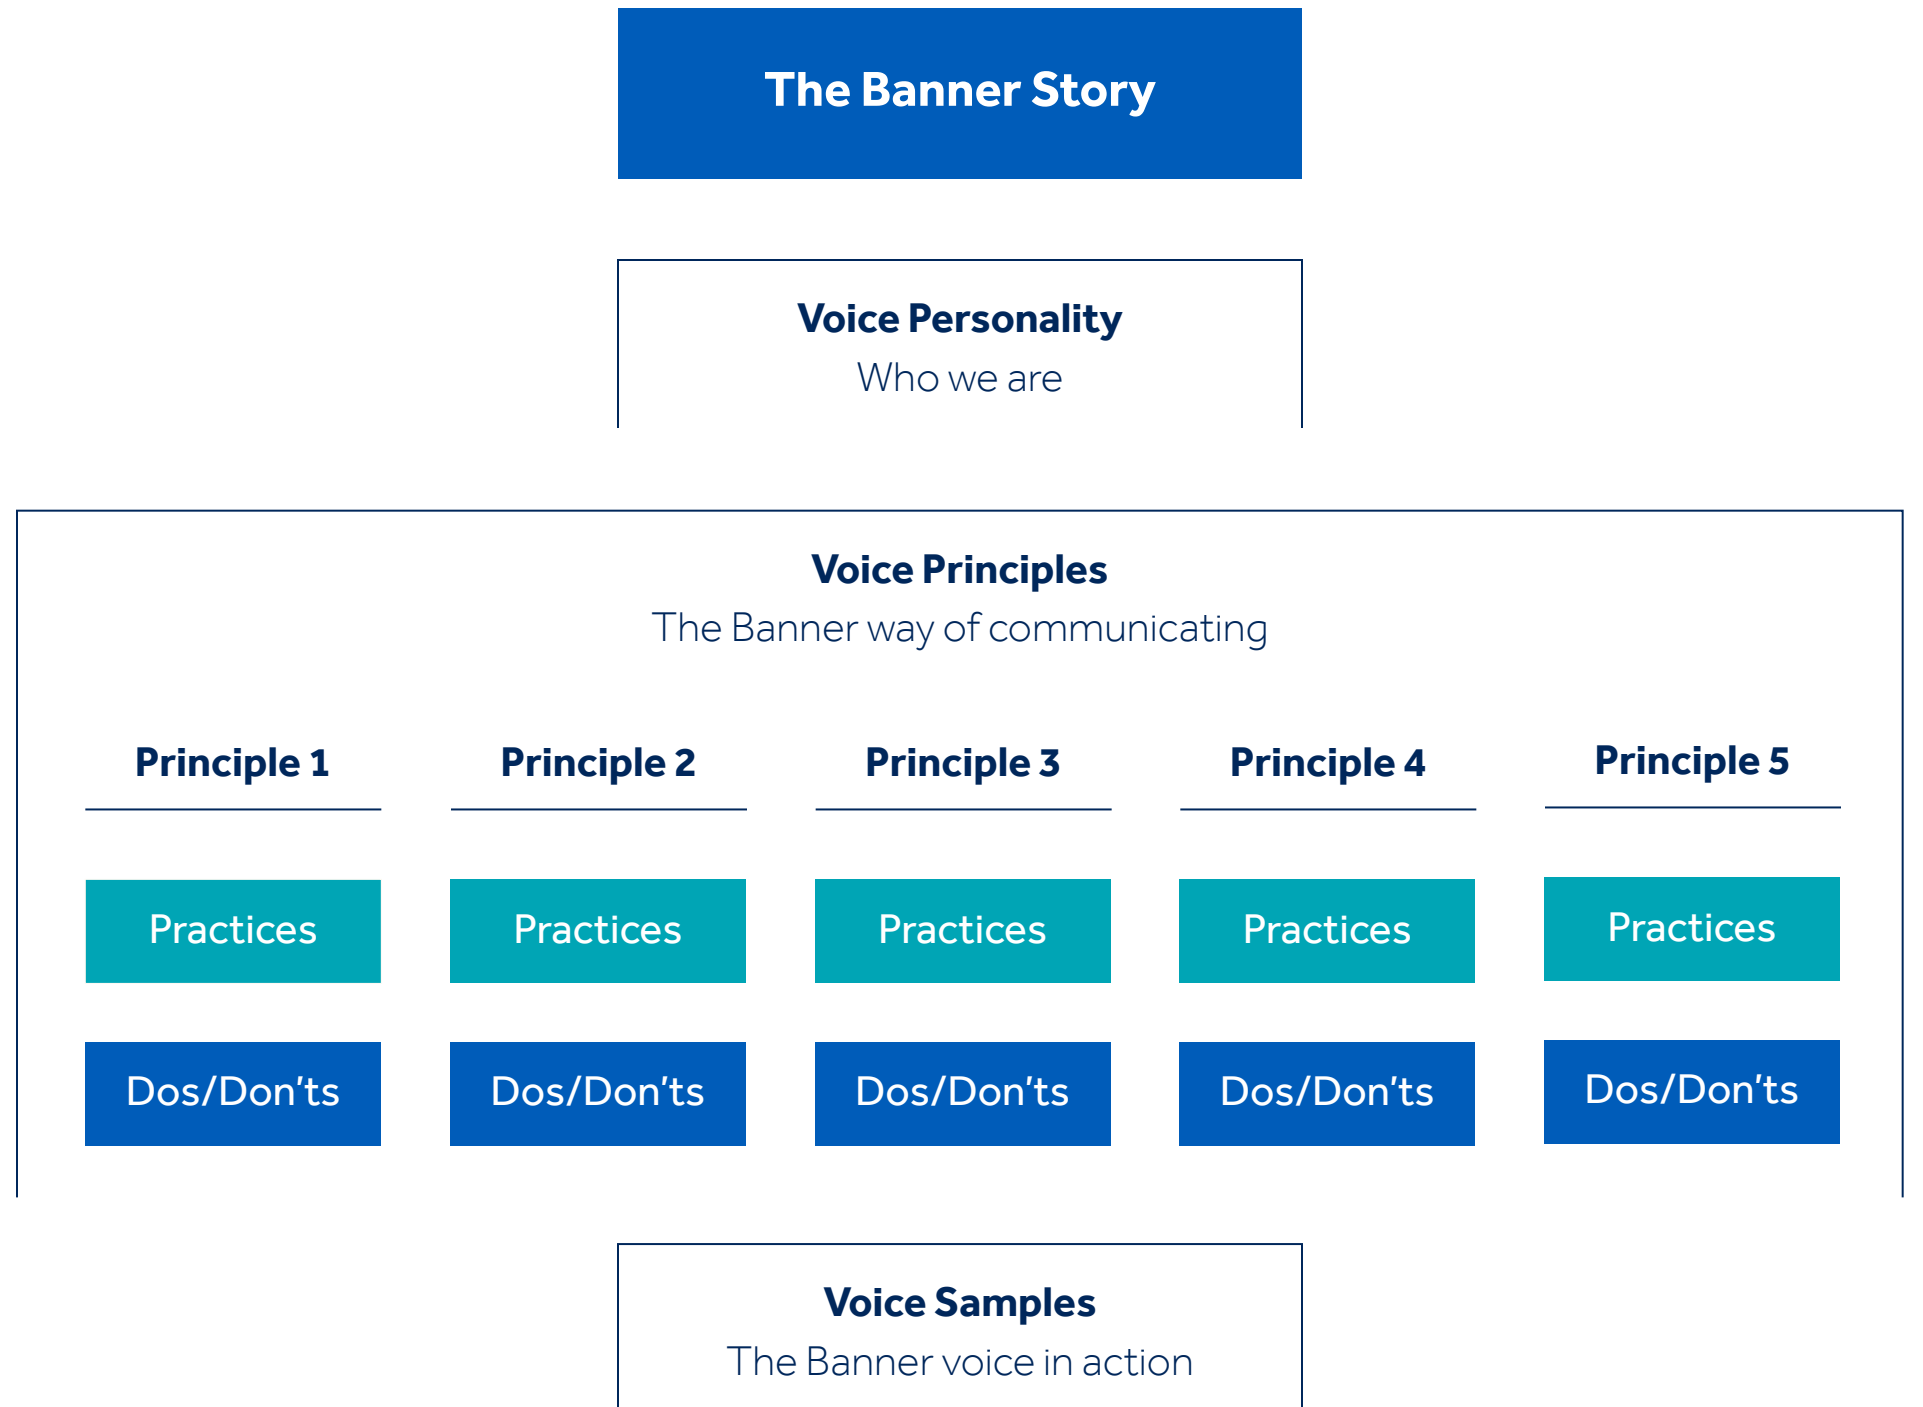 The Banner Story
Voice Personality
Who we are
Voice Principles
The Banner way of communicating
Principle 1
Principle 2
Principle 3
Principle 4
Principle 5
Practices
Practices
Practices
Practices
Practices
Dos/Don’ts
Dos/Don’ts
Dos/Don’ts
Dos/Don’ts
Dos/Don’ts
Voice Samples
The Banner voice in action